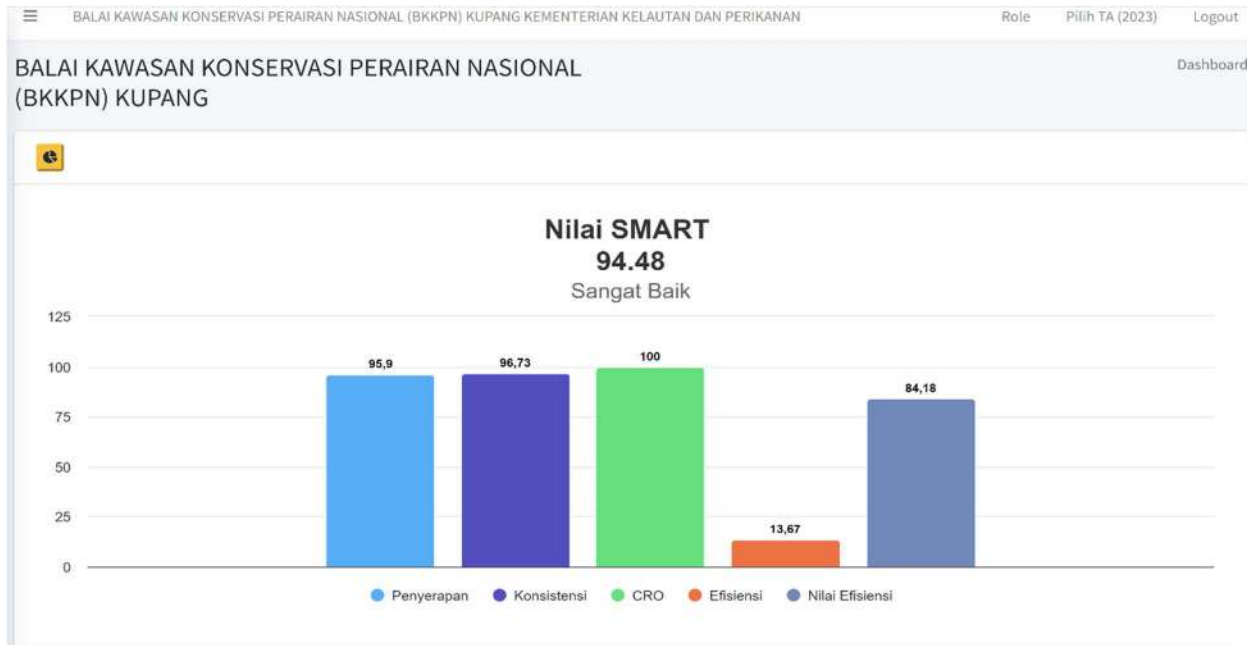 BALAI KAWASAN KONSERVASI PERAIRAN NASIONAL (BKKPN) KUPANG KEMENTERIAN KELAUTAN DAN PERIKANAN Role Pilih TA (2023) Logout
BALAI KAWASAN KONSERVASI PERAIRAN NASIONAL
(BKKPN) KUPANG
Dashboard
Nilai SMART
94.48
Sangat Baik
125
100
75
50
25
0
95,9
96,73
100
13,67
84,18
Penyerapan Konsistensi CRO Efisiensi Nilai Efisiensi